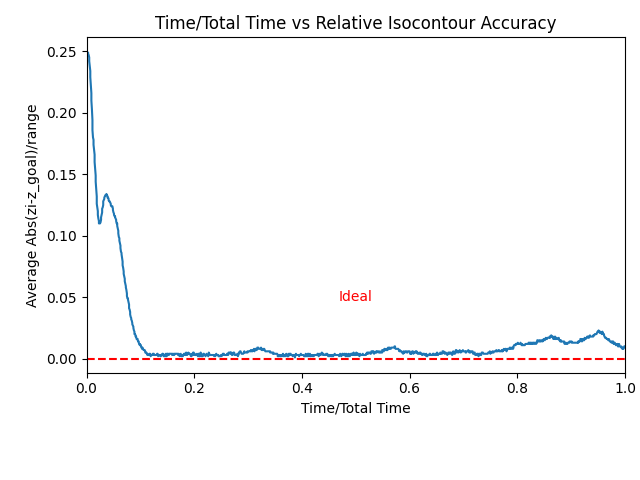 Time/Total Time vs Relative Isocontour Accuracy
Average Abs(zi-z_goal)/range
0.25
0.20
0.15
0.10
0.05
0.00
Ideal
0.0 0.2 0.4 0.6 0.8 1.0
Time/Total Time